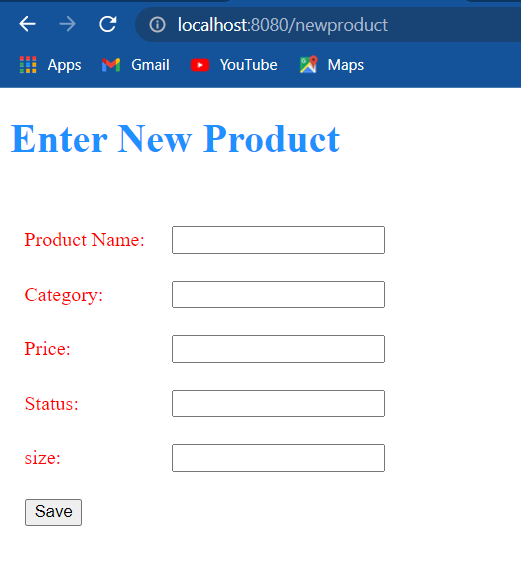 localhost:8080/newproduct
Apps Gmail YouTube Maps
Enter New Product
Product Name:
Category:
Price:
Status:
size:
Save